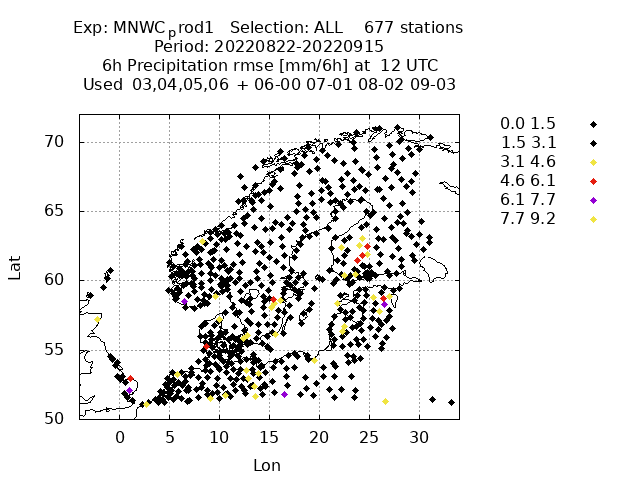 Exp: MNWCprod1 Selection: ALL 677 stations
Period: 20220822-20220915
6h Precipitation rmse [mm/6h] at 12 UTC
Used 03,04,05,06 + 06-00 07-01 08-02 09-03
0.0 1.5
1.5 3.1
3.1 4.6
4.6 6.1
6.1 7.7
7.7 9.2
70
65
60
55
50
Lat
0 5 10 15 20 25 30
Lon